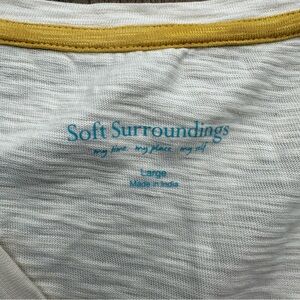 Soft Surroundings
my time. my place. my self
Large
Made in India